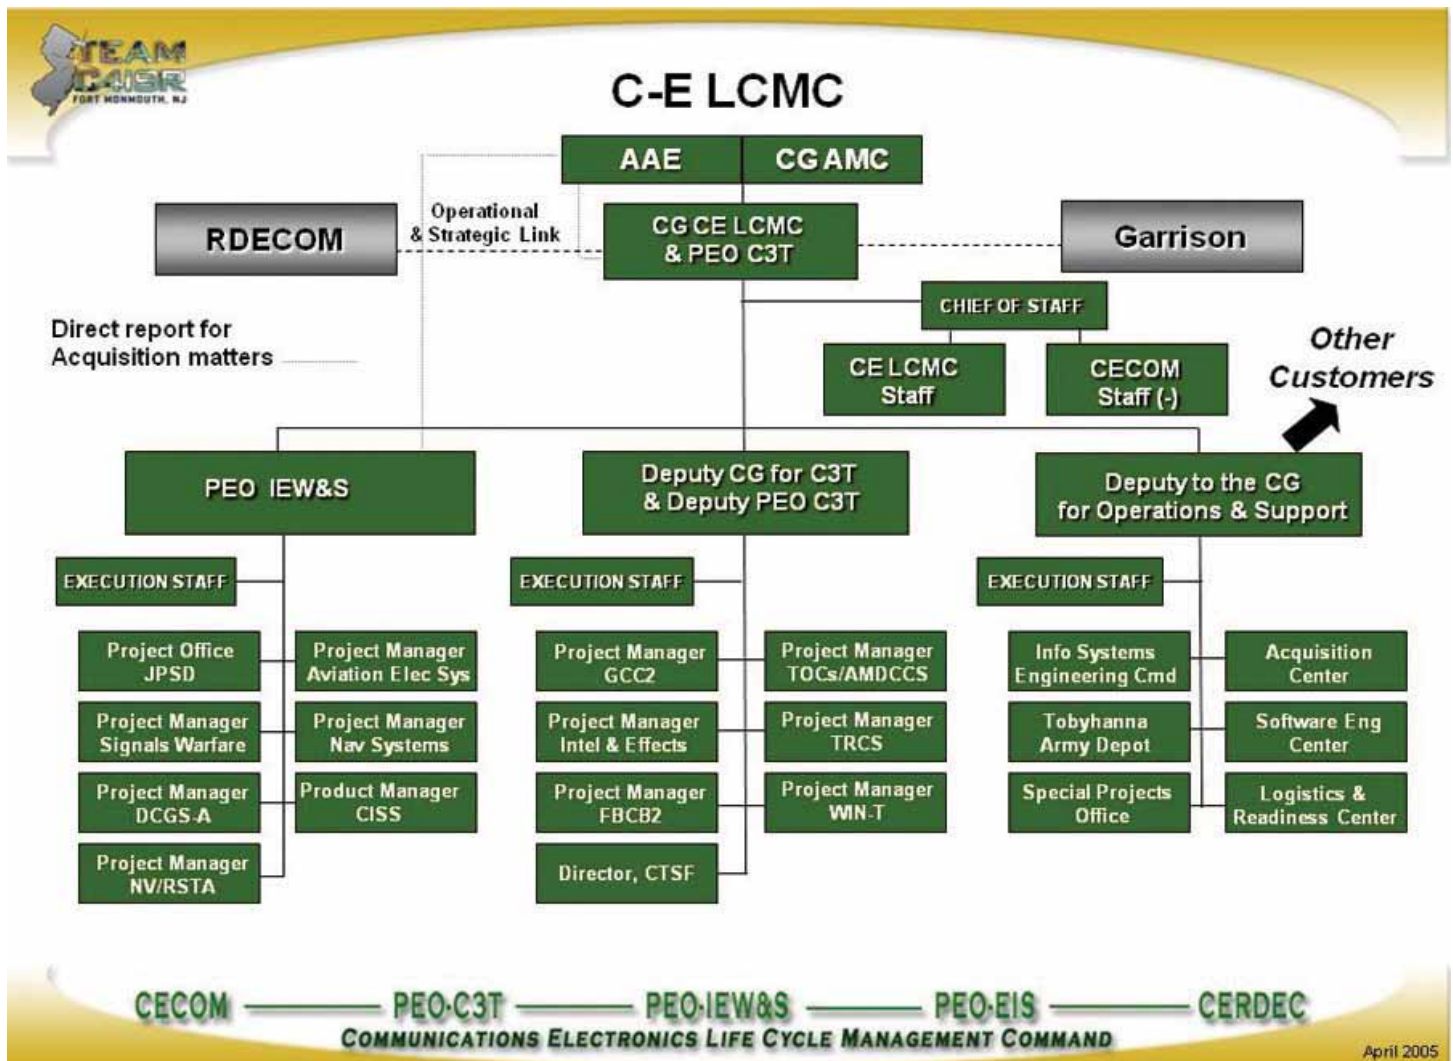 TEAM
C4ISR
FORT MONMOUTH, NJ
C-E LCMC
AAE
CG AMC
RDECOM
Operational
& Strategic Link
CG CE LCMC
& PEO C3T
Garrison
CHIEF OF STAFF
Direct report for
Acquisition matters
CE LCMC
Staff
CECOM
Staff (-)
Other
Customers
PEO IEW&S
Deputy CG for C3T
& Deputy PEO C3T
Deputy to the CG
for Operations & Support
EXECUTION STAFF
EXECUTION STAFF
EXECUTION STAFF
Project Office
JPSD
Project Manager
Aviation Elec Sys
Project Manager
GCC2
Project Manager
TOCs/AMDCCS
Info Systems
Engineering Cmd
Acquisition
Center
Project Manager
Signals Warfare
Project Manager
Nav Systems
Project Manager
Intel & Effects
Project Manager
TRCS
Tobyhanna
Army Depot
Software Eng
Center
Project Manager
DCGS-A
Product Manager
CISS
Project Manager
FBCB2
Project Manager
WIN-T
Special Projects
Office
Logistics &
Readiness Center
Project Manager
NV/RSTA
Director, CTSF
CECOM PEO-C3T PEO-IEW&S PEO-EIS CERDEC
COMMUNICATIONS ELECTRONICS LIFE CYCLE MANAGEMENT COMMAND
April 2005